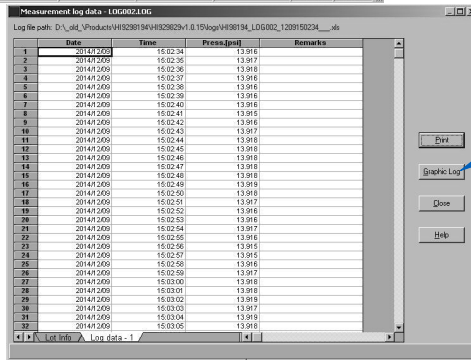 Measurement log data - LOG002.LOG
Log file path: D:\_old_\Products\HI9298194\HI929829v1.0.15\logs\HI98194_LOG002_1209150234___.xls
Date Time Press.[psi] Remarks
1 2014/12/09 15:02:34 13.916
2 2014/12/09 15:02:35 13.917
3 2014/12/09 15:02:36 13.918
4 2014/12/09 15:02:37 13.916
5 2014/12/09 15:02:38 13.916
6 2014/12/09 15:02:39 13.916
7 2014/12/09 15:02:40 13.916
8 2014/12/09 15:02:41 13.915
9 2014/12/09 15:02:42 13.916
10 2014/12/09 15:02:43 13.917
11 2014/12/09 15:02:44 13.918
12 2014/12/09 15:02:45 13.918
13 2014/12/09 15:02:46 13.918
14 2014/12/09 15:02:47 13.918
15 2014/12/09 15:02:48 13.918
16 2014/12/09 15:02:49 13.919
17 2014/12/09 15:02:50 13.918
18 2014/12/09 15:02:51 13.917
19 2014/12/09 15:02:52 13.916
20 2014/12/09 15:02:53 13.916
21 2014/12/09 15:02:54 13.917
22 2014/12/09 15:02:55 13.916
23 2014/12/09 15:02:56 13.915
24 2014/12/09 15:02:57 13.915
25 2014/12/09 15:02:58 13.916
26 2014/12/09 15:02:59 13.917
27 2014/12/09 15:03:00 13.918
28 2014/12/09 15:03:01 13.918
29 2014/12/09 15:03:02 13.919
30 2014/12/09 15:03:03 13.917
31 2014/12/09 15:03:04 13.919
32 2014/12/09 15:03:05 13.918
Print
Graphic Log
Close
Help
Lot Info Log data - 1